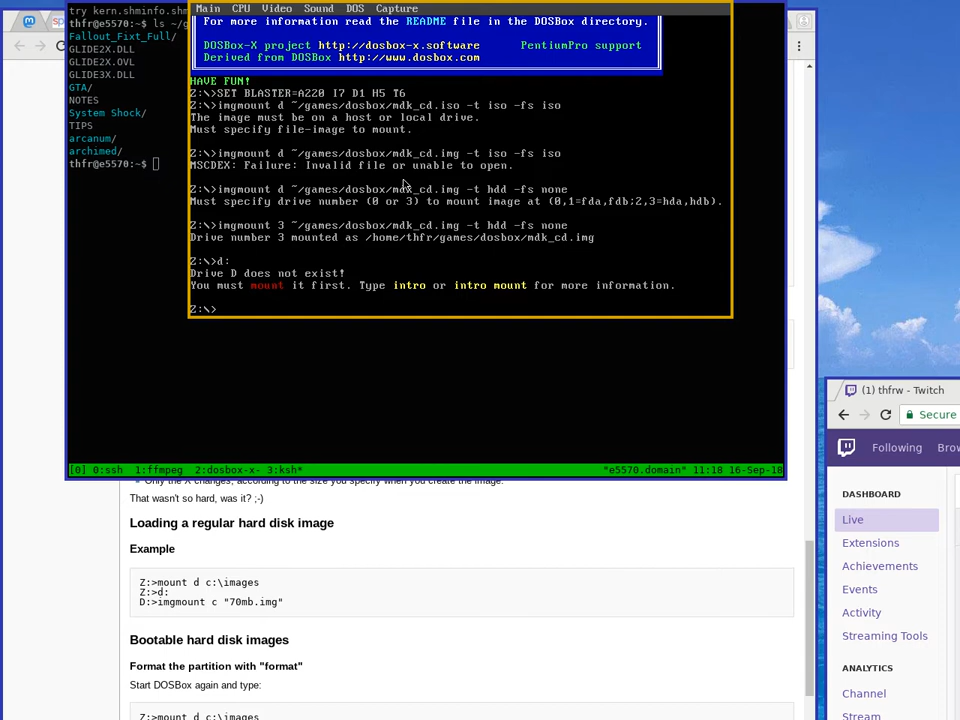 try kern.shminfo.shm
thfr@e5570:~$ ls ~/g
Fallout_Fixt_Full/
GLIDE2X.DLL
GLIDE2X.OVL
GLIDE3X.DLL
GTA/
NOTES
System Shock/
TIPS
arcanum/
archimed/
thfr@e5570:~$
Main CPU Video Sound DOS Capture
For more information read the README file in the DOSBox directory.
DOSBox-X project http://dosbox-x.software PentiumPro support
Derived from DOSBox http://www.dosbox.com
HAVE FUN!
Z:\>SET BLASTER=A220 I7 D1 H5 T6
Z:\>imgmount d ~/games/dosbox/mdk_cd.iso -t iso -fs iso
The image must be on a host or local drive.
Must specify file-image to mount.
Z:\>imgmount d ~/games/dosbox/mdk_cd.img -t iso -fs iso
MSCDEX: Failure: Invalid file or unable to open.
Z:\>imgmount d ~/games/dosbox/mdk_cd.img -t hdd -fs none
Must specify drive number (0 or 3) to mount image at (0,1=fda,fdb;2,3=hda,hdb).
Z:\>imgmount 3 ~/games/dosbox/mdk_cd.img -t hdd -fs none
Drive number 3 mounted as /home/thfr/games/dosbox/mdk_cd.img
Z:\>d:
Drive D does not exist!
You must mount it first. Type intro or intro mount for more information.
Z:\>
[0] 0:ssh 1:ffmpeg 2:dosbox-x- 3:ksh* "e5570.domain" 11:18 16-Sep-18
Only the X changes, according to the size you specify when you create the image.
That wasn't so hard, was it? ;-)
Loading a regular hard disk image
Example
Z:>mount d c:\images
Z:>d:
D:>imgmount c "70mb.img"
Bootable hard disk images
Format the partition with "format"
Start DOSBox again and type:
Z:>mount d c:\images
(1) thfrw - Twitch
Secure
Following
DASHBOARD
Live
Extensions
Achievements
Events
Activity
Streaming Tools
ANALYTICS
Channel
Stream